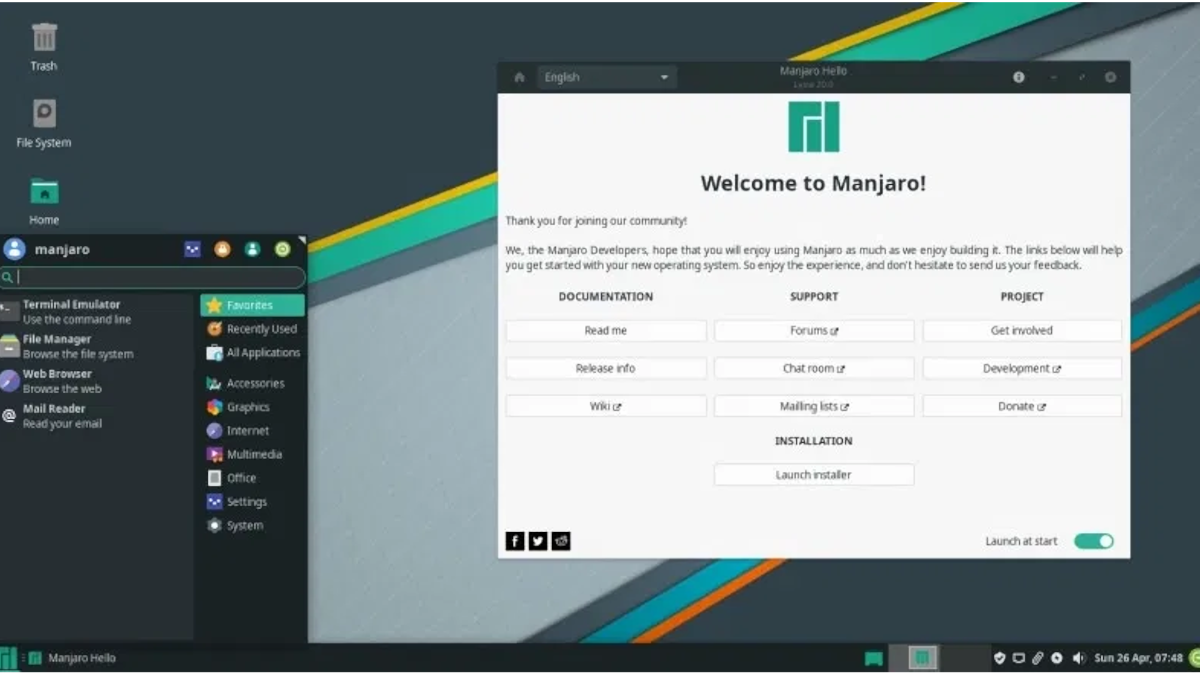 Trash
File System
Home
manjaro
Terminal Emulator
Use the command line
File Manager
Browse the file system
Web Browser
Browse the web
Mail Reader
Read your email
Favorites
Recently Used
All Applications
Accessories
Graphics
Internet
Multimedia
Office
Settings
System
English
Manjaro Hello
Welcome to Manjaro!
Thank you for joining our community!
We, the Manjaro Developers, hope that you will enjoy using Manjaro as much as we enjoy building it. The links below will help
you get started with your new operating system. So enjoy the experience, and don't hesitate to send us your feedback.
DOCUMENTATION
SUPPORT
PROJECT
Read me
Forums
Get involved
Release info
Chat room
Development
Wiki
Mailling lists
Donate
INSTALLATION
Launch installer
Launch at start
Manjaro Hello
Sun 26 Apr, 07:48